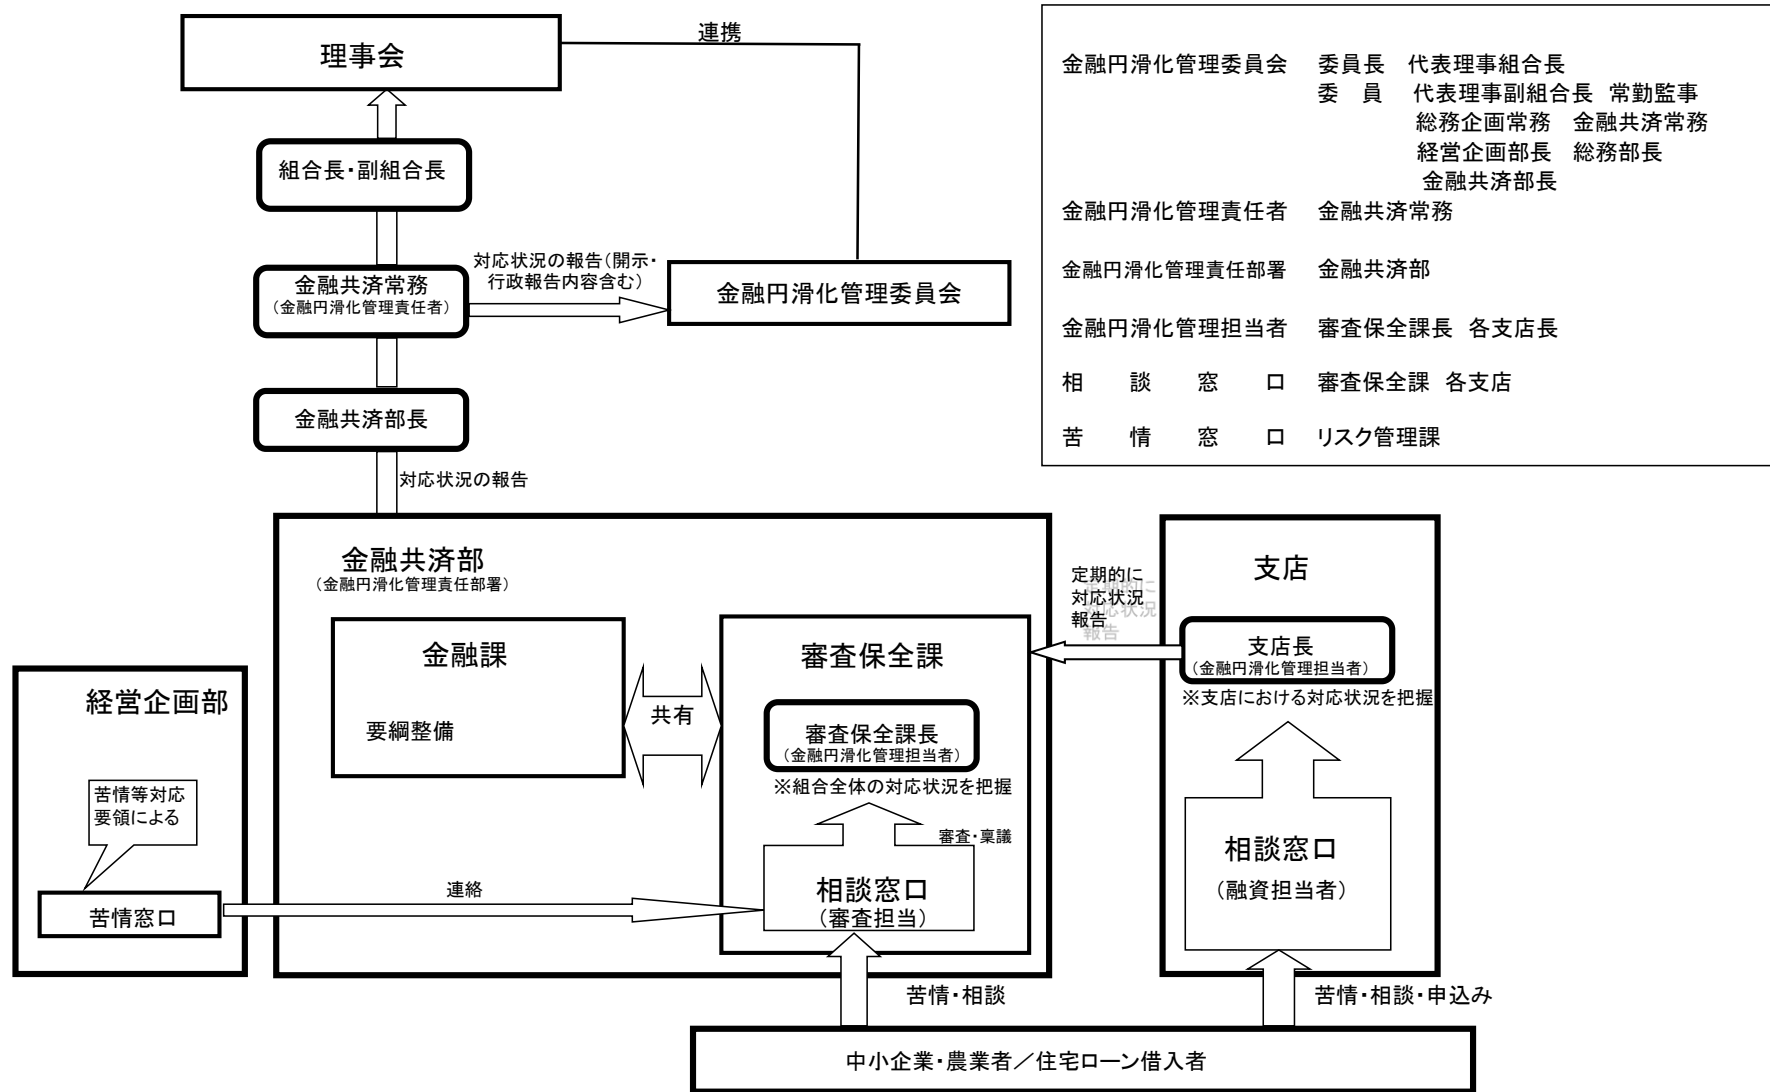 理事会
連携
組合長・副組合長
金融共済常務
(金融円滑化管理責任者)
対応状況の報告(開示・
行政報告内容含む)
金融円滑化管理委員会
金融共済部長
対応状況の報告
金融円滑化管理委員会 委員長 代表理事組合長
委 員 代表理事副組合長 常勤監事
総務企画常務 金融共済常務
経営企画部長 総務部長
金融共済部長
金融円滑化管理責任者 金融共済常務
金融円滑化管理責任部署 金融共済部
金融円滑化管理担当者 審査保全課長 各支店長
相 談 窓 口 審査保全課 各支店
苦 情 窓 口 リスク管理課
金融共済部
(金融円滑化管理責任部署)
金融課
要綱整備
共有
審査保全課
審査保全課長
(金融円滑化管理担当者)
※組合全体の対応状況を把握
審査・稟議
相談窓口
(審査担当)
定期的に
対応状況
報告
支店
支店長
(金融円滑化管理担当者)
※支店における対応状況を把握
相談窓口
(融資担当者)
経営企画部
苦情等対応
要領による
苦情窓口
連絡
苦情・相談
苦情・相談・申込み
中小企業・農業者／住宅ローン借入者